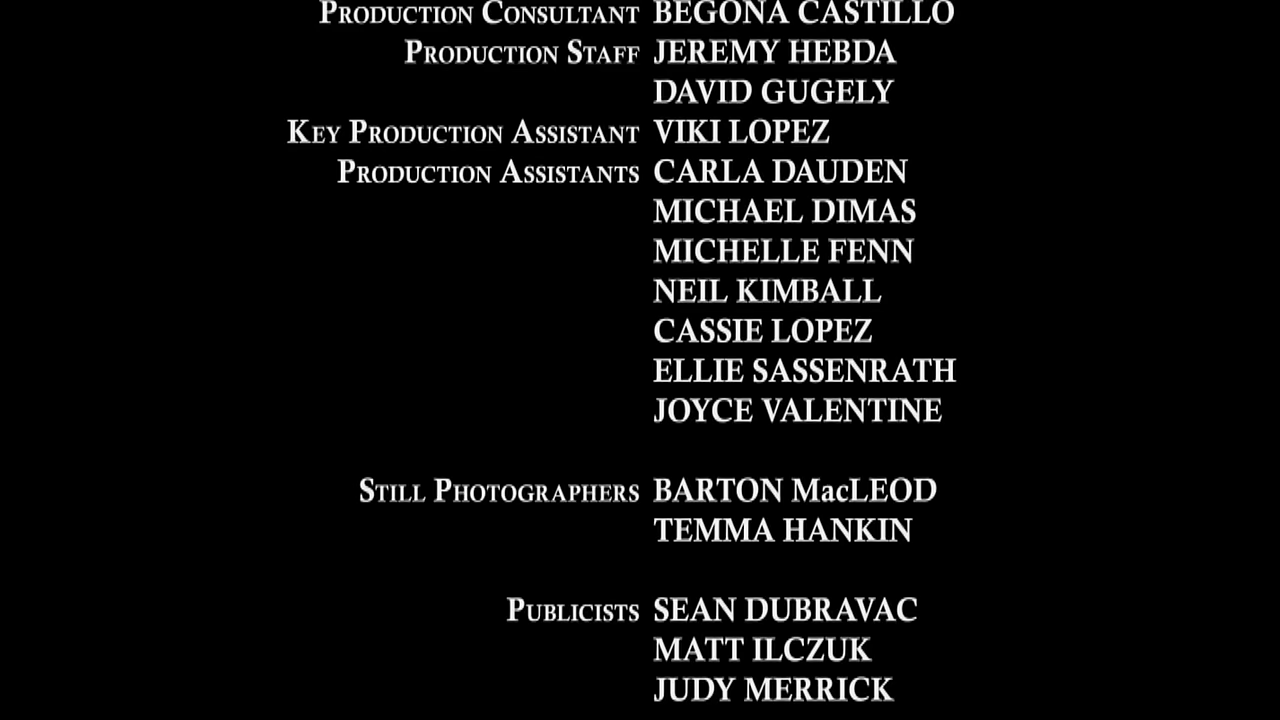 Production Consultant BEGONA CASTILLO
Production Staff JEREMY HEBDA
DAVID GUGELY
Key Production Assistant VIKI LOPEZ
Production Assistants CARLA DAUDEN
MICHAEL DIMAS
MICHELLE FENN
NEIL KIMBALL
CASSIE LOPEZ
ELLIE SASSENRATH
JOYCE VALENTINE
Still Photographers BARTON MacLEOD
TEMMA HANKIN
Publicists SEAN DUBRAVAC
MATT ILCZUK
JUDY MERRICK